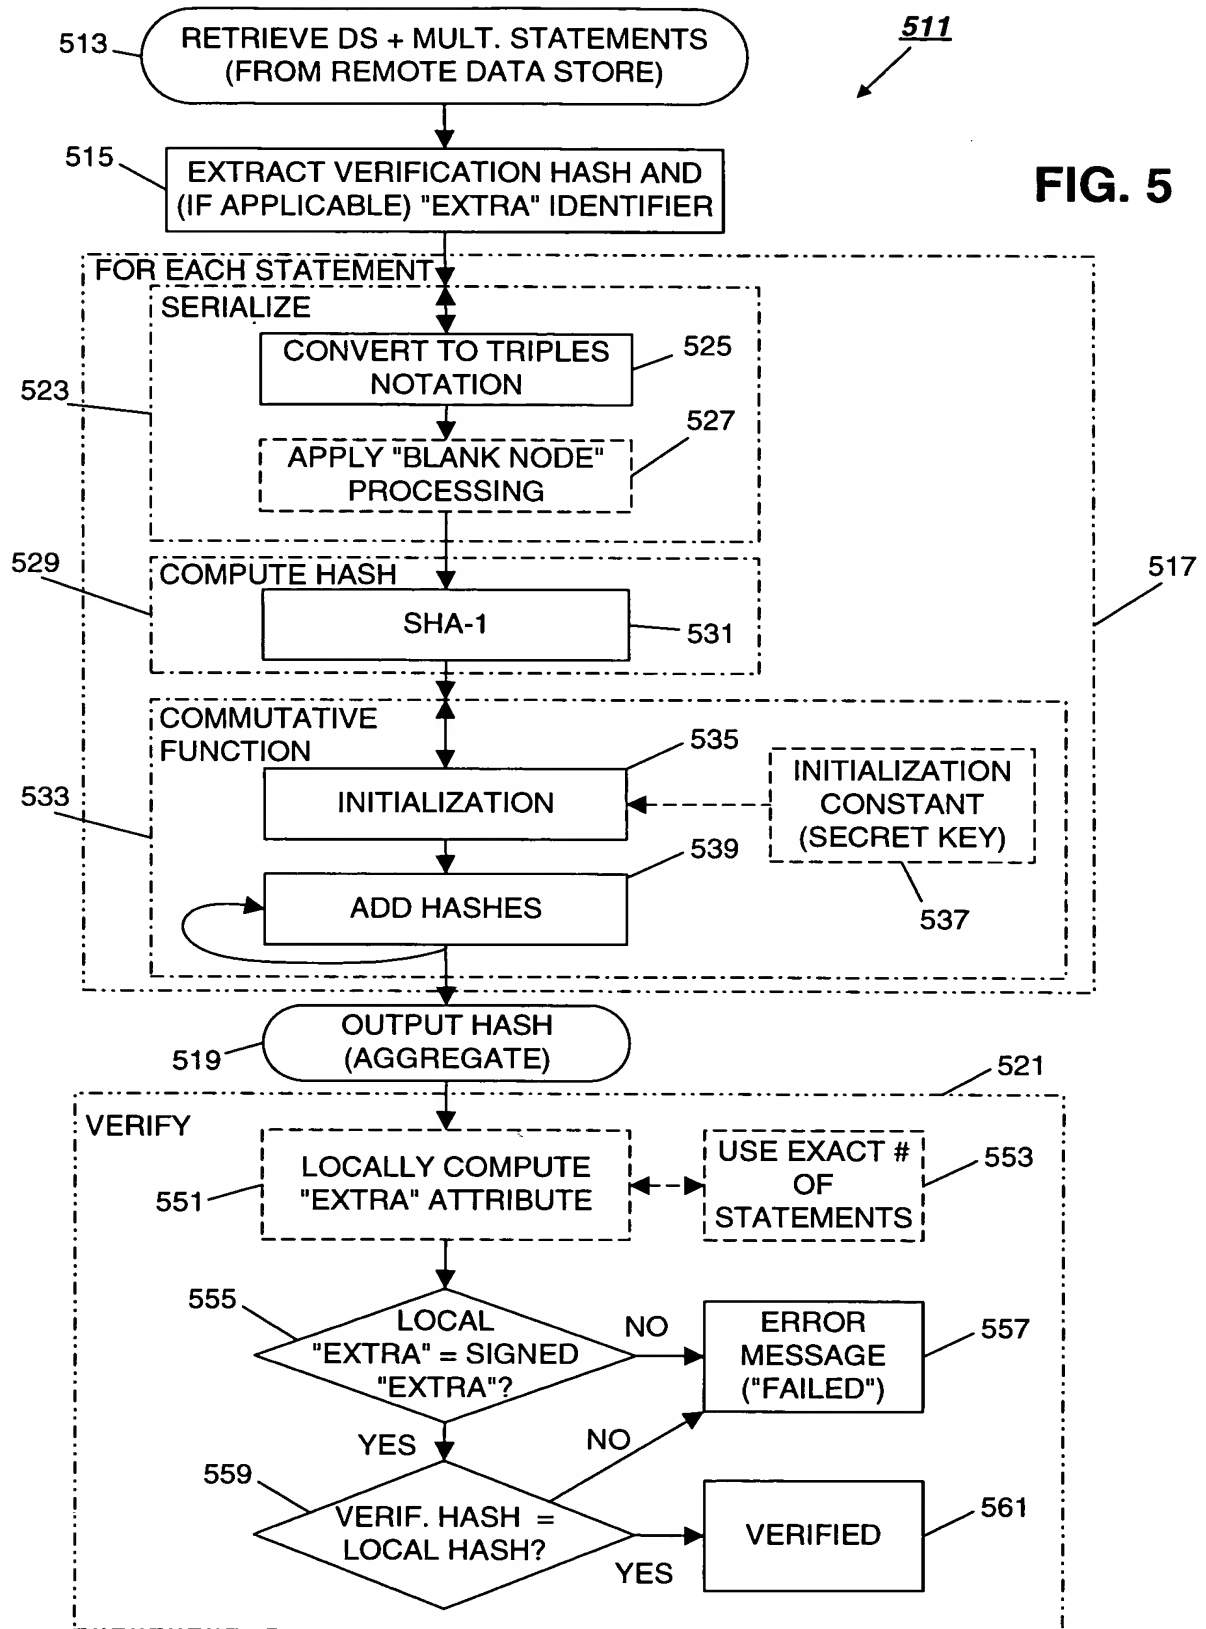 511
513
RETRIEVE DS + MULT. STATEMENTS
(FROM REMOTE DATA STORE)
515
EXTRACT VERIFICATION HASH AND
(IF APPLICABLE) "EXTRA" IDENTIFIER
FIG. 5
FOR EACH STATEMENT
SERIALIZE
CONVERT TO TRIPLES
NOTATION
525
523
527
APPLY "BLANK NODE"
PROCESSING
529
COMPUTE HASH
517
SHA-1
531
COMMUTATIVE
FUNCTION
535
INITIALIZATION
INITIALIZATION
CONSTANT
(SECRET KEY)
533
539
537
ADD HASHES
OUTPUT HASH
(AGGREGATE)
519
521
VERIFY
LOCALLY COMPUTE
"EXTRA" ATTRIBUTE
551
USE EXACT #
OF
STATEMENTS
553
555
LOCAL
"EXTRA" = SIGNED
"EXTRA"?
NO
ERROR
MESSAGE
("FAILED")
557
YES
NO
559
VERIF. HASH =
LOCAL HASH?
YES
VERIFIED
561